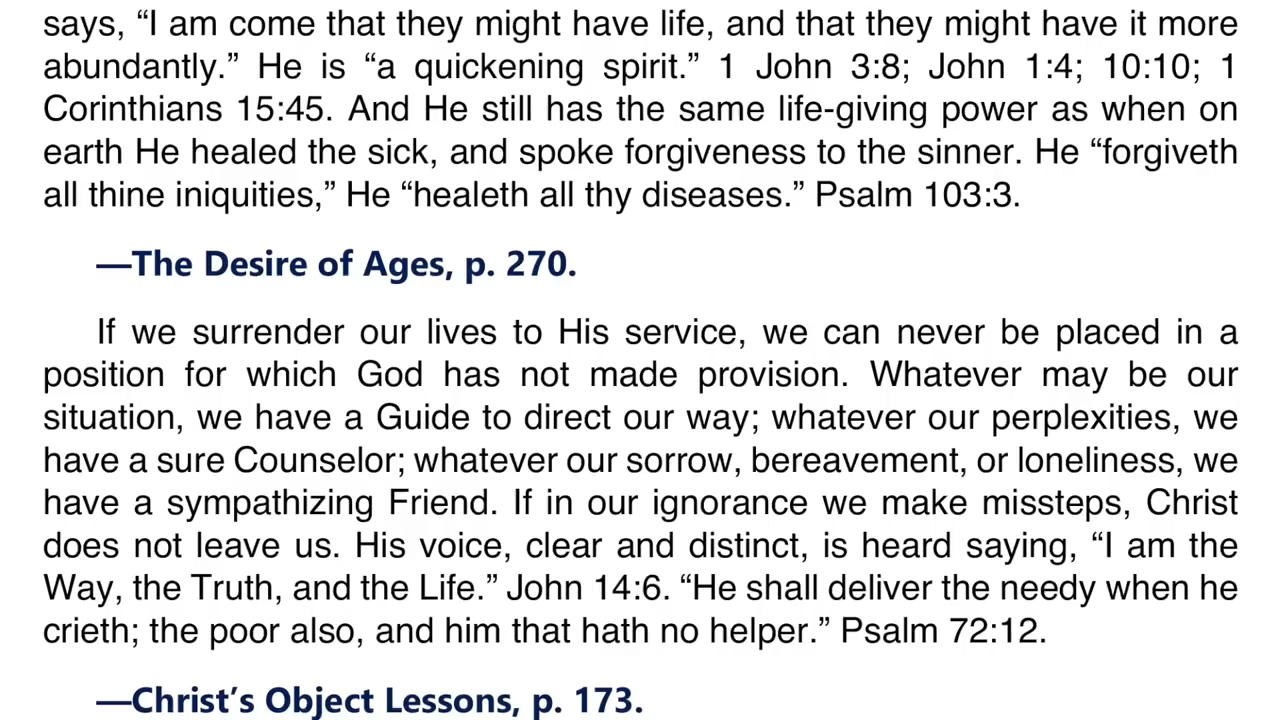 says, “I am come that they might have life, and that they might have it more
abundantly.” He is “a quickening spirit.” 1 John 3:8; John 1:4; 10:10; 1
Corinthians 15:45. And He still has the same life-giving power as when on
earth He healed the sick, and spoke forgiveness to the sinner. He “forgiveth
all thine iniquities,” He “healeth all thy diseases.” Psalm 103:3.
—The Desire of Ages, p. 270.
If we surrender our lives to His service, we can never be placed in a
position for which God has not made provision. Whatever may be our
situation, we have a Guide to direct our way; whatever our perplexities, we
have a sure Counselor; whatever our sorrow, bereavement, or loneliness, we
have a sympathizing Friend. If in our ignorance we make missteps, Christ
does not leave us. His voice, clear and distinct, is heard saying, “I am the
Way, the Truth, and the Life.” John 14:6. “He shall deliver the needy when he
crieth; the poor also, and him that hath no helper.” Psalm 72:12.
—Christ’s Object Lessons, p. 173.